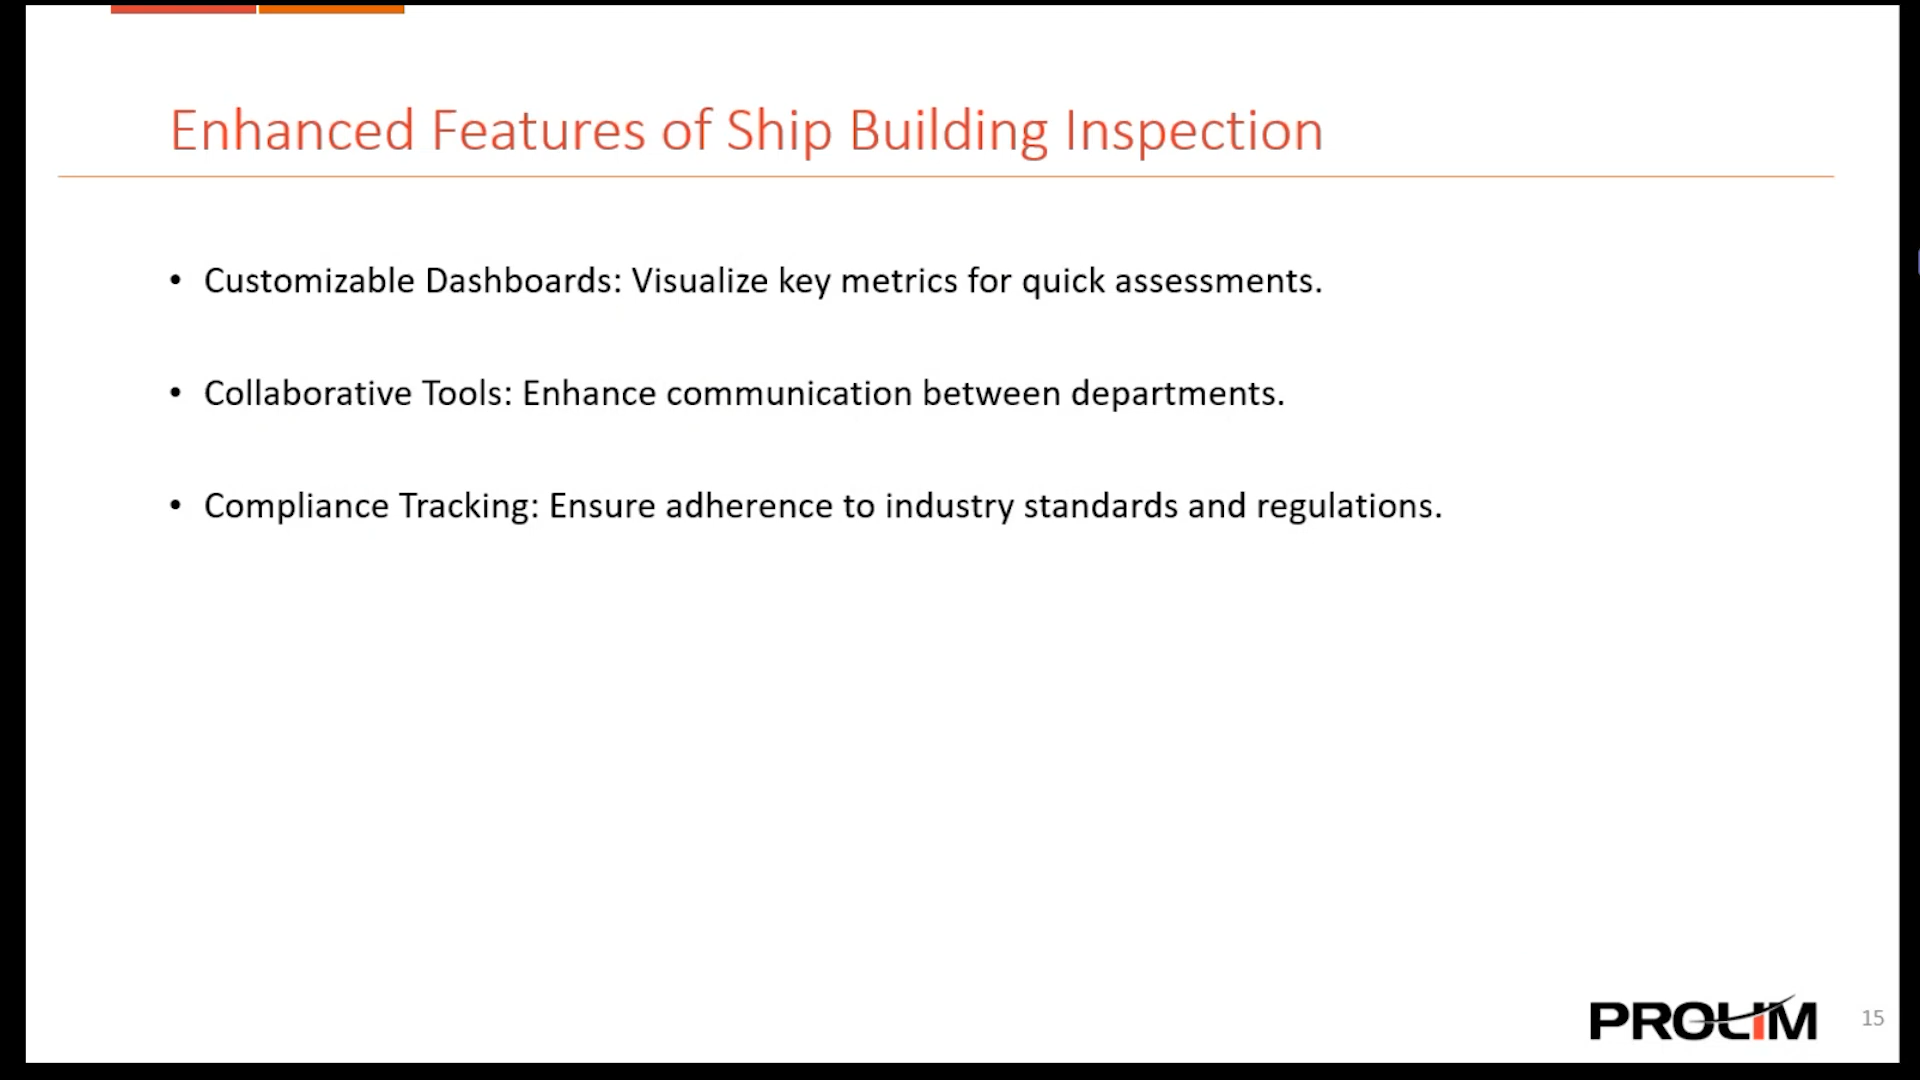 Enhanced Features of Ship Building Inspection
• Customizable Dashboards: Visualize key metrics for quick assessments.
• Collaborative Tools: Enhance communication between departments.
• Compliance Tracking: Ensure adherence to industry standards and regulations.
PROLIM
15